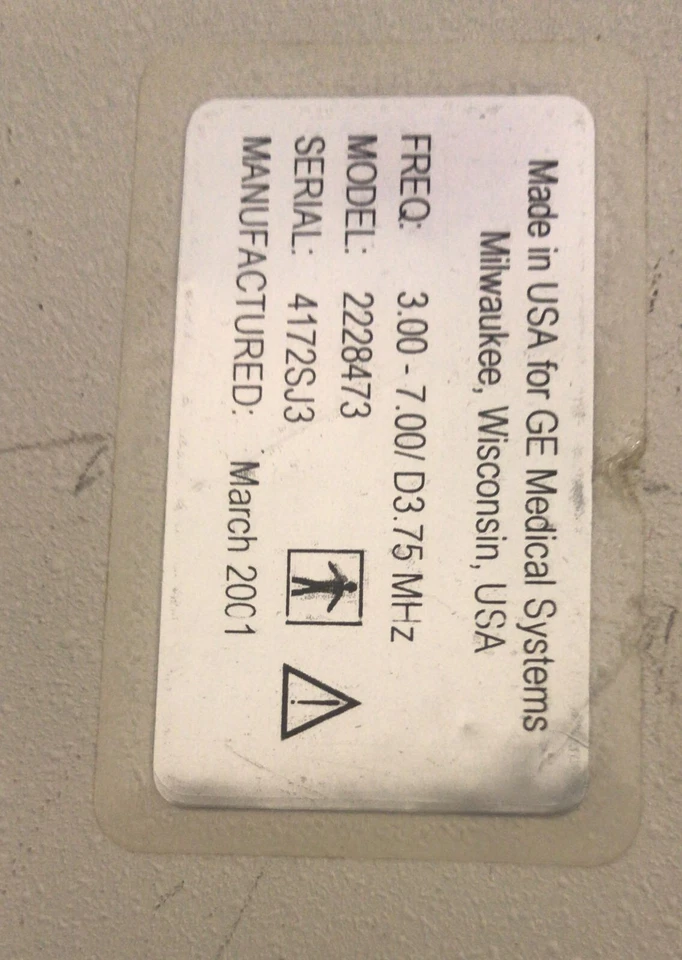 Made in USA for GE Medical Systems
Milwaukee, Wisconsin, USA
FREQ: 3.00 - 7.00/ D3.75 MHz
MODEL: 2228473
SERIAL: 4172SJ3
MANUFACTURED: March 2001